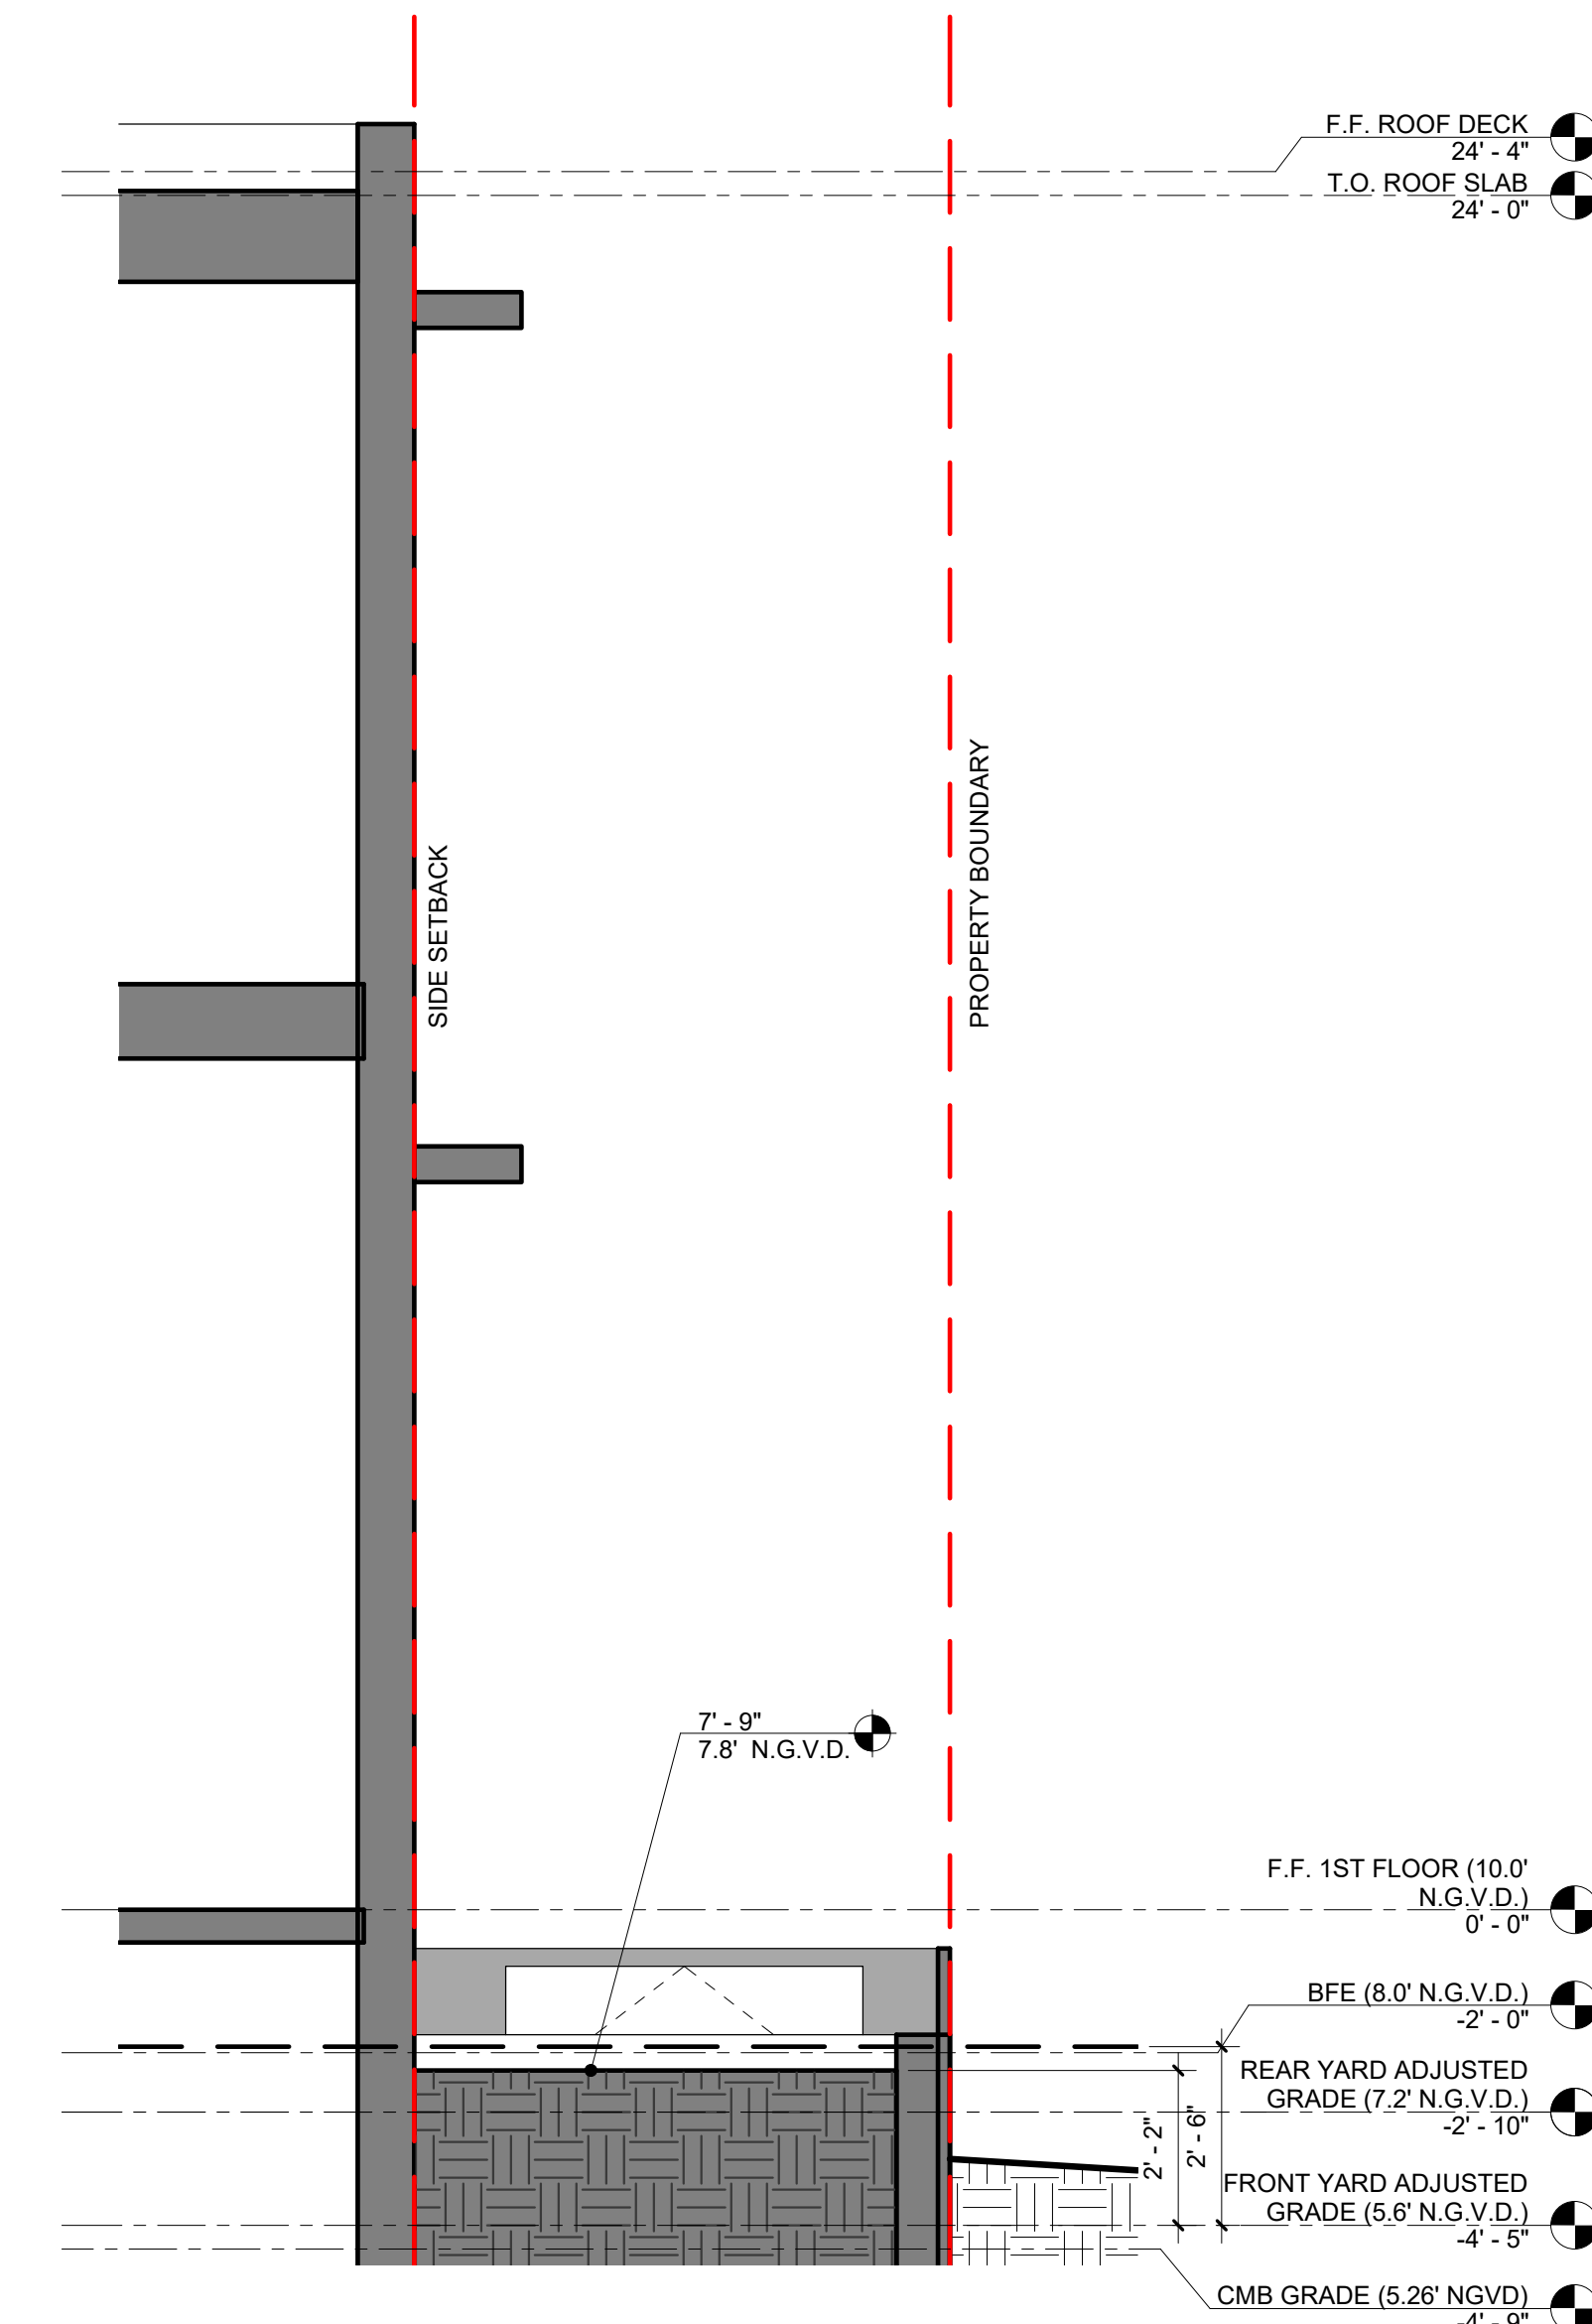 F.F. ROOF DECK
24' - 4"
T.O. ROOF SLAB
24' - 0"
SIDE SETBACK
PROPERTY BOUNDARY
7' - 9"
7.8' N.G.V.D.
F.F. 1ST FLOOR (10.0'
N.G.V.D.)
0' - 0"
BFE (8.0' N.G.V.D.)
-2' - 0"
REAR YARD ADJUSTED
GRADE (7.2' N.G.V.D.)
-2' - 10"
2' - 2"
2' - 6"
FRONT YARD ADJUSTED
GRADE (5.6' N.G.V.D.)
-4' - 5"
CMB GRADE (5.26' NGVD)
-4' - 9"